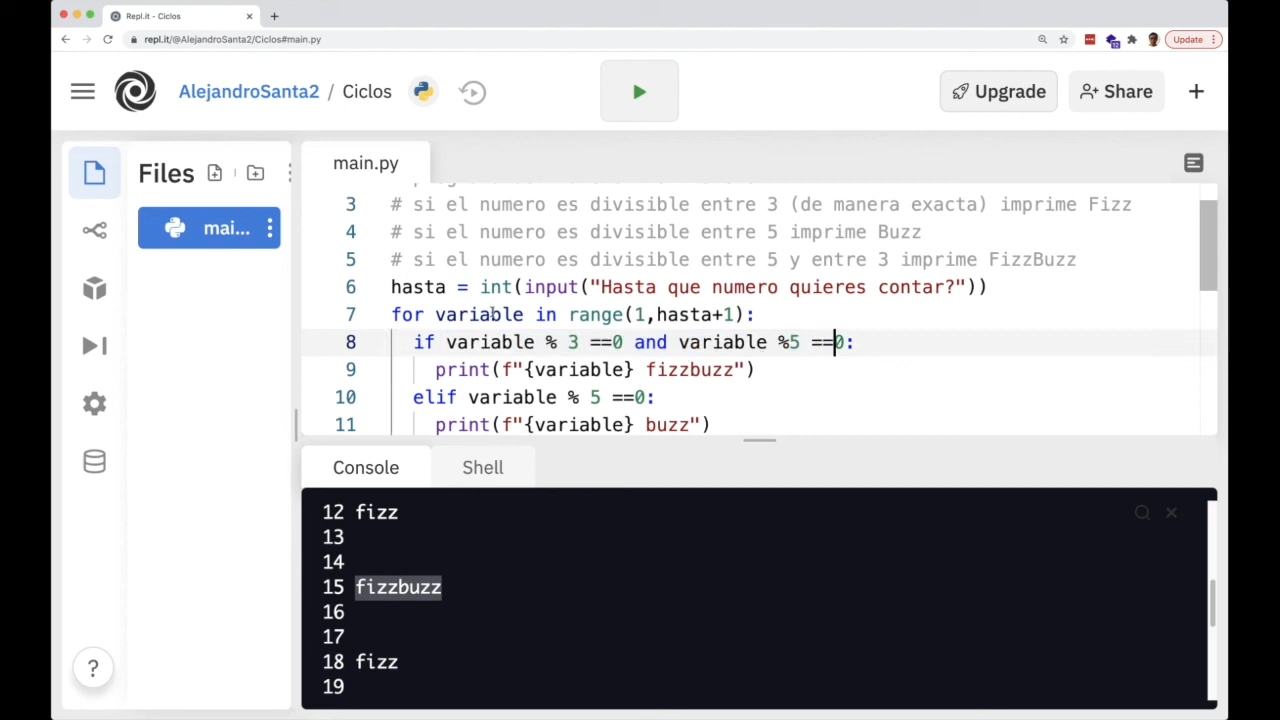 Repl.it - Ciclos
repl.it/@AlejandroSanta2/Ciclos#main.py
Update
AlejandroSanta2 / Ciclos
Upgrade
Share
Files
mai...
main.py
3 # si el numero es divisible entre 3 (de manera exacta) imprime Fizz
4 # si el numero es divisible entre 5 imprime Buzz
5 # si el numero es divisible entre 5 y entre 3 imprime FizzBuzz
6 hasta = int(input("Hasta que numero quieres contar?"))
7 for variable in range(1,hasta+1):
8 if variable % 3 ==0 and variable %5 ==0:
9 print(f"{variable} fizzbuzz")
10 elif variable % 5 ==0:
11 print(f"{variable} buzz")
Console
Shell
12 fizz
13
14
15 fizzbuzz
16
17
18 fizz
19
?